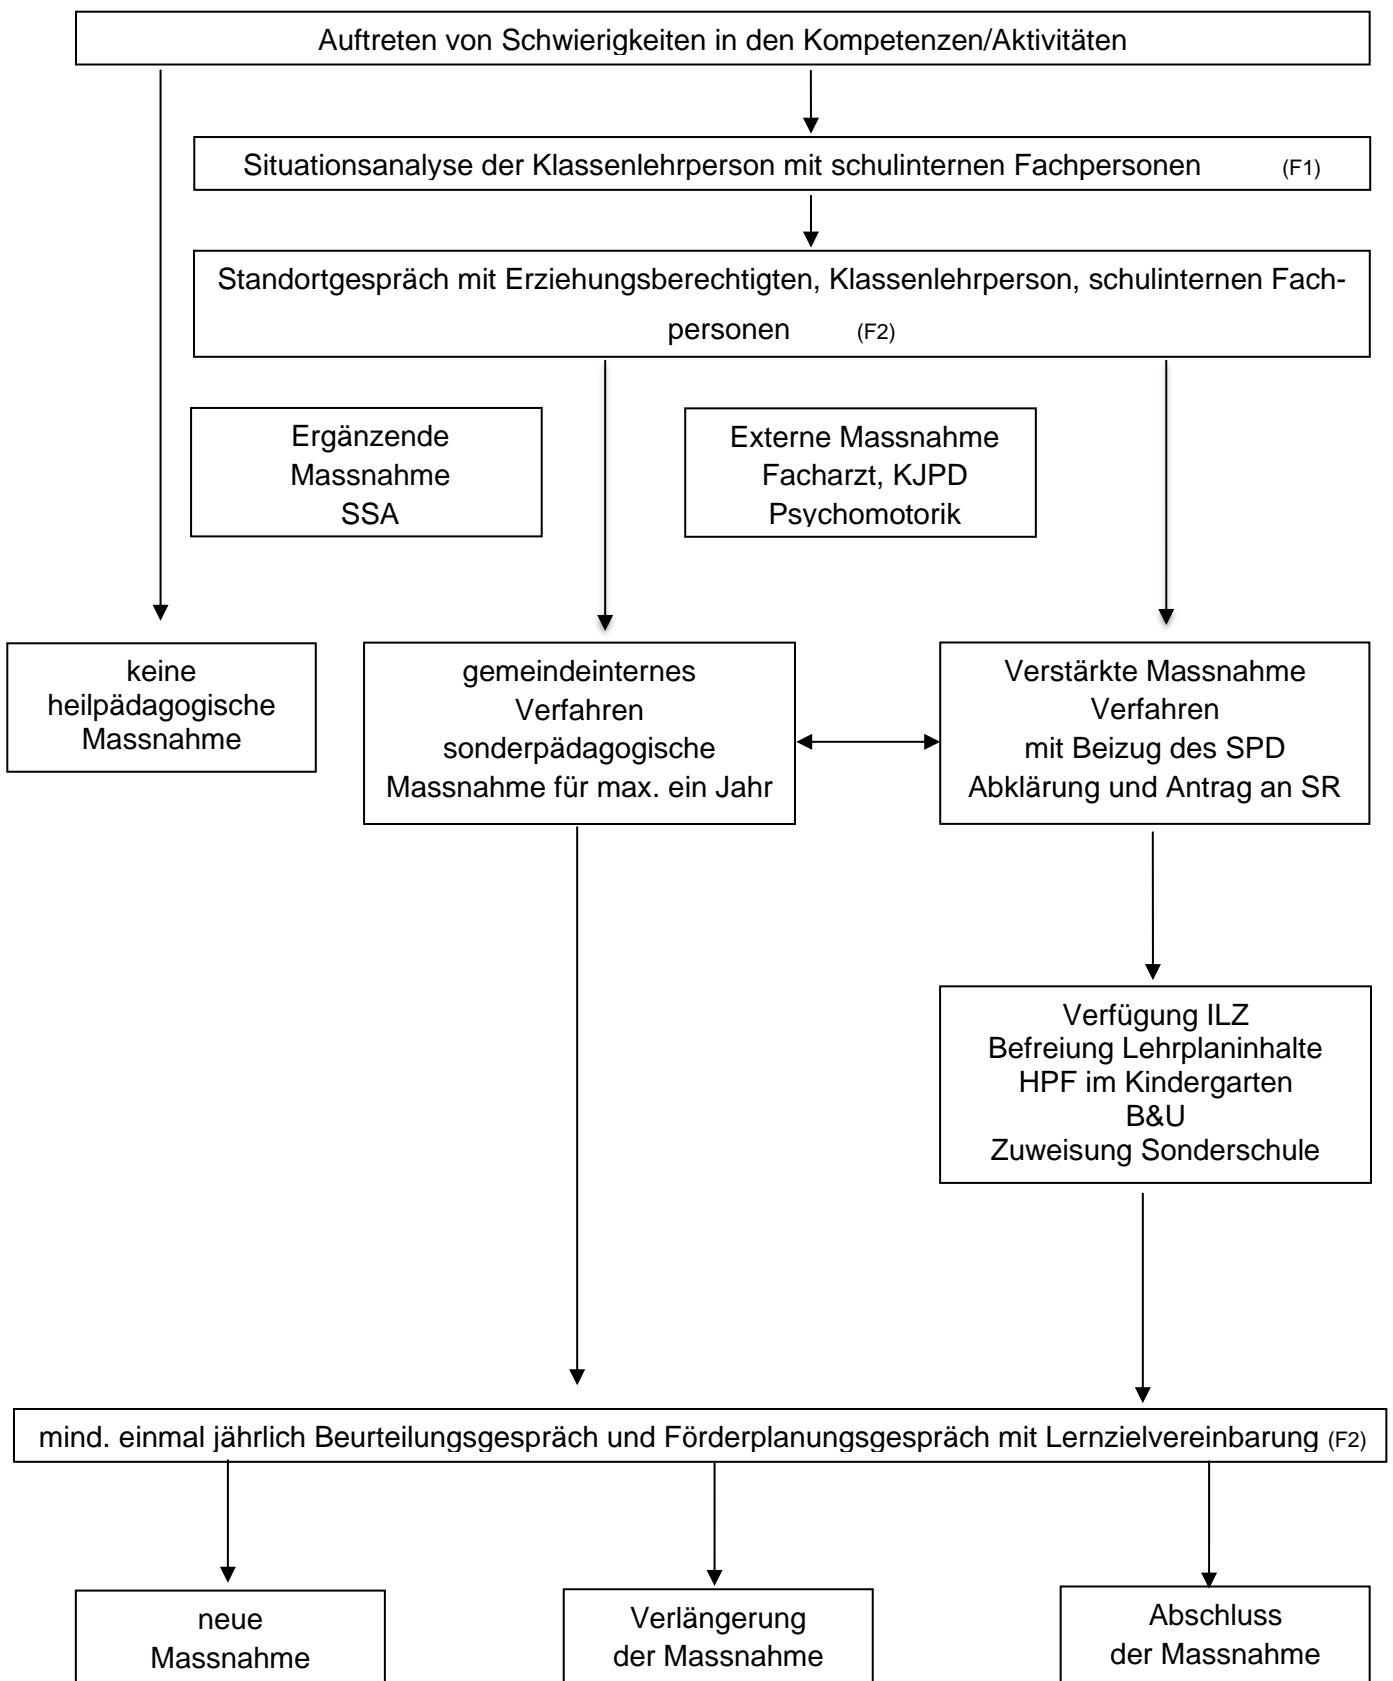 Auftreten von Schwierigkeiten in den Kompetenzen/Aktivitäten
Situationsanalyse der Klassenlehrperson mit schulinternen Fachpersonen (F1)
Standortgespräch mit Erziehungsberechtigten, Klassenlehrperson, schulinternen Fach-
personen (F2)
Ergänzende
Massnahme
SSA
Externe Massnahme
Facharzt, KJPD
Psychomotorik
keine
heilpädagogische
Massnahme
gemeindeinternes
Verfahren
sonderpädagogische
Massnahme für max. ein Jahr
Verstärkte Massnahme
Verfahren
mit Beizug des SPD
Abklärung und Antrag an SR
Verfügung ILZ
Befreiung Lehrplaninhalte
HPF im Kindergarten
B&U
Zuweisung Sonderschule
mind. einmal jährlich Beurteilungsgespräch und Förderplanungsgespräch mit Lernzielvereinbarung (F2)
neue
Massnahme
Verlängerung
der Massnahme
Abschluss
der Massnahme